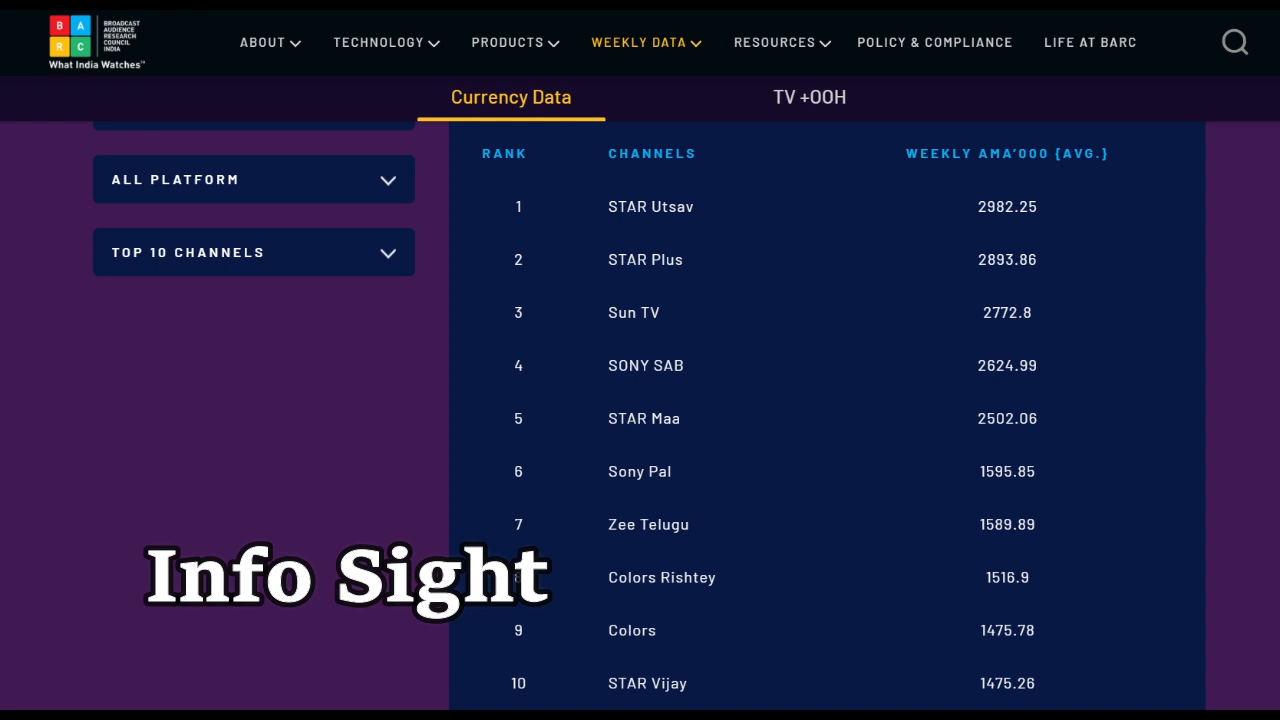 B A
R C
BROADCAST
AUDIENCE
RESEARCH
COUNCIL
INDIA
What India Watches™
ABOUT TECHNOLOGY PRODUCTS WEEKLY DATA RESOURCES POLICY & COMPLIANCE LIFE AT BARC
Currency Data TV +OOH
ALL PLATFORM
TOP 10 CHANNELS
RANK CHANNELS WEEKLY AMA’000 {AVG.}
1 STAR Utsav 2982.25
2 STAR Plus 2893.86
3 Sun TV 2772.8
4 SONY SAB 2624.99
5 STAR Maa 2502.06
6 Sony Pal 1595.85
7 Zee Telugu 1589.89
8 Colors Rishtey 1516.9
9 Colors 1475.78
10 STAR Vijay 1475.26
Info Sight